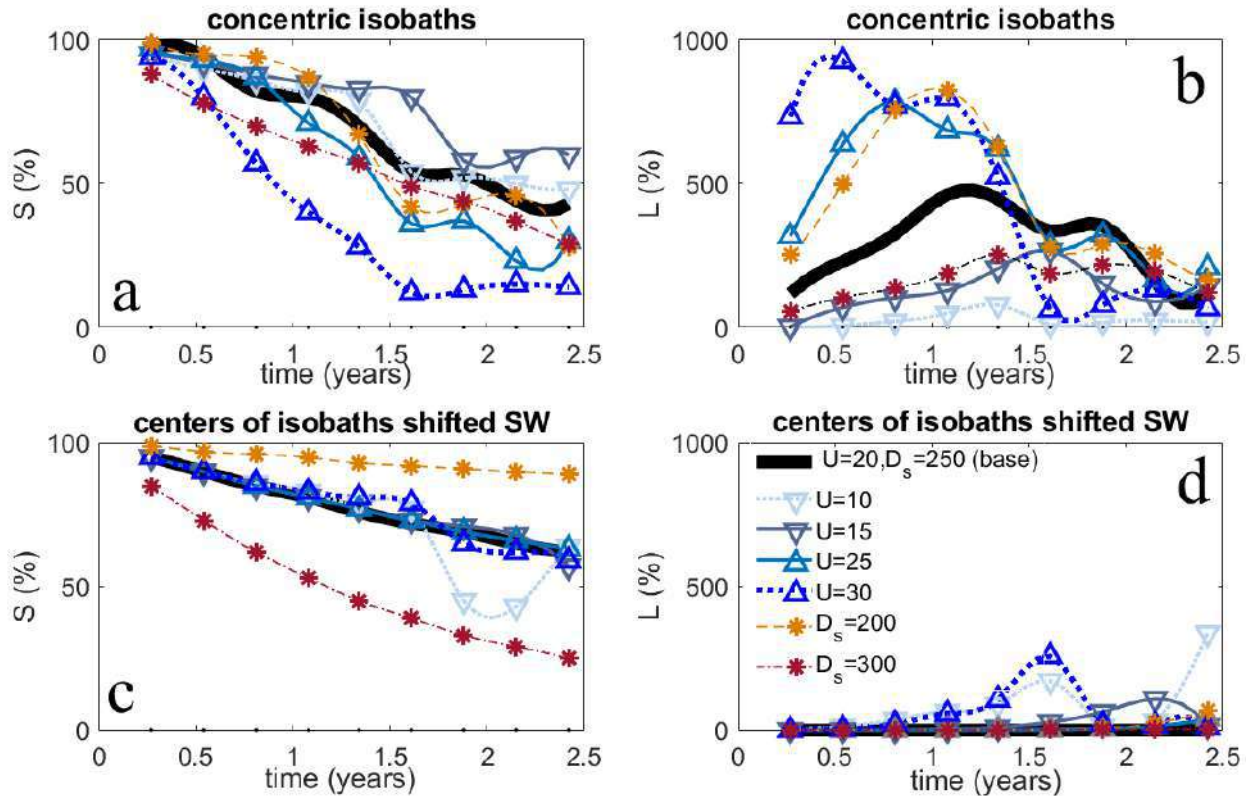 concentric isobaths
100
50
0
S (%)
a
0 0.5 1 1.5 2 2.5
time (years)
concentric isobaths
1000
500
0
L (%)
b
0 0.5 1 1.5 2 2.5
time (years)
centers of isobaths shifted SW
100
50
0
S (%)
c
0 0.5 1 1.5 2 2.5
time (years)
centers of isobaths shifted SW
1000
500
0
L (%)
d
U=20,Ds=250 (base)
U=10
U=15
U=25
U=30
Ds=200
Ds=300
0 0.5 1 1.5 2 2.5
time (years)